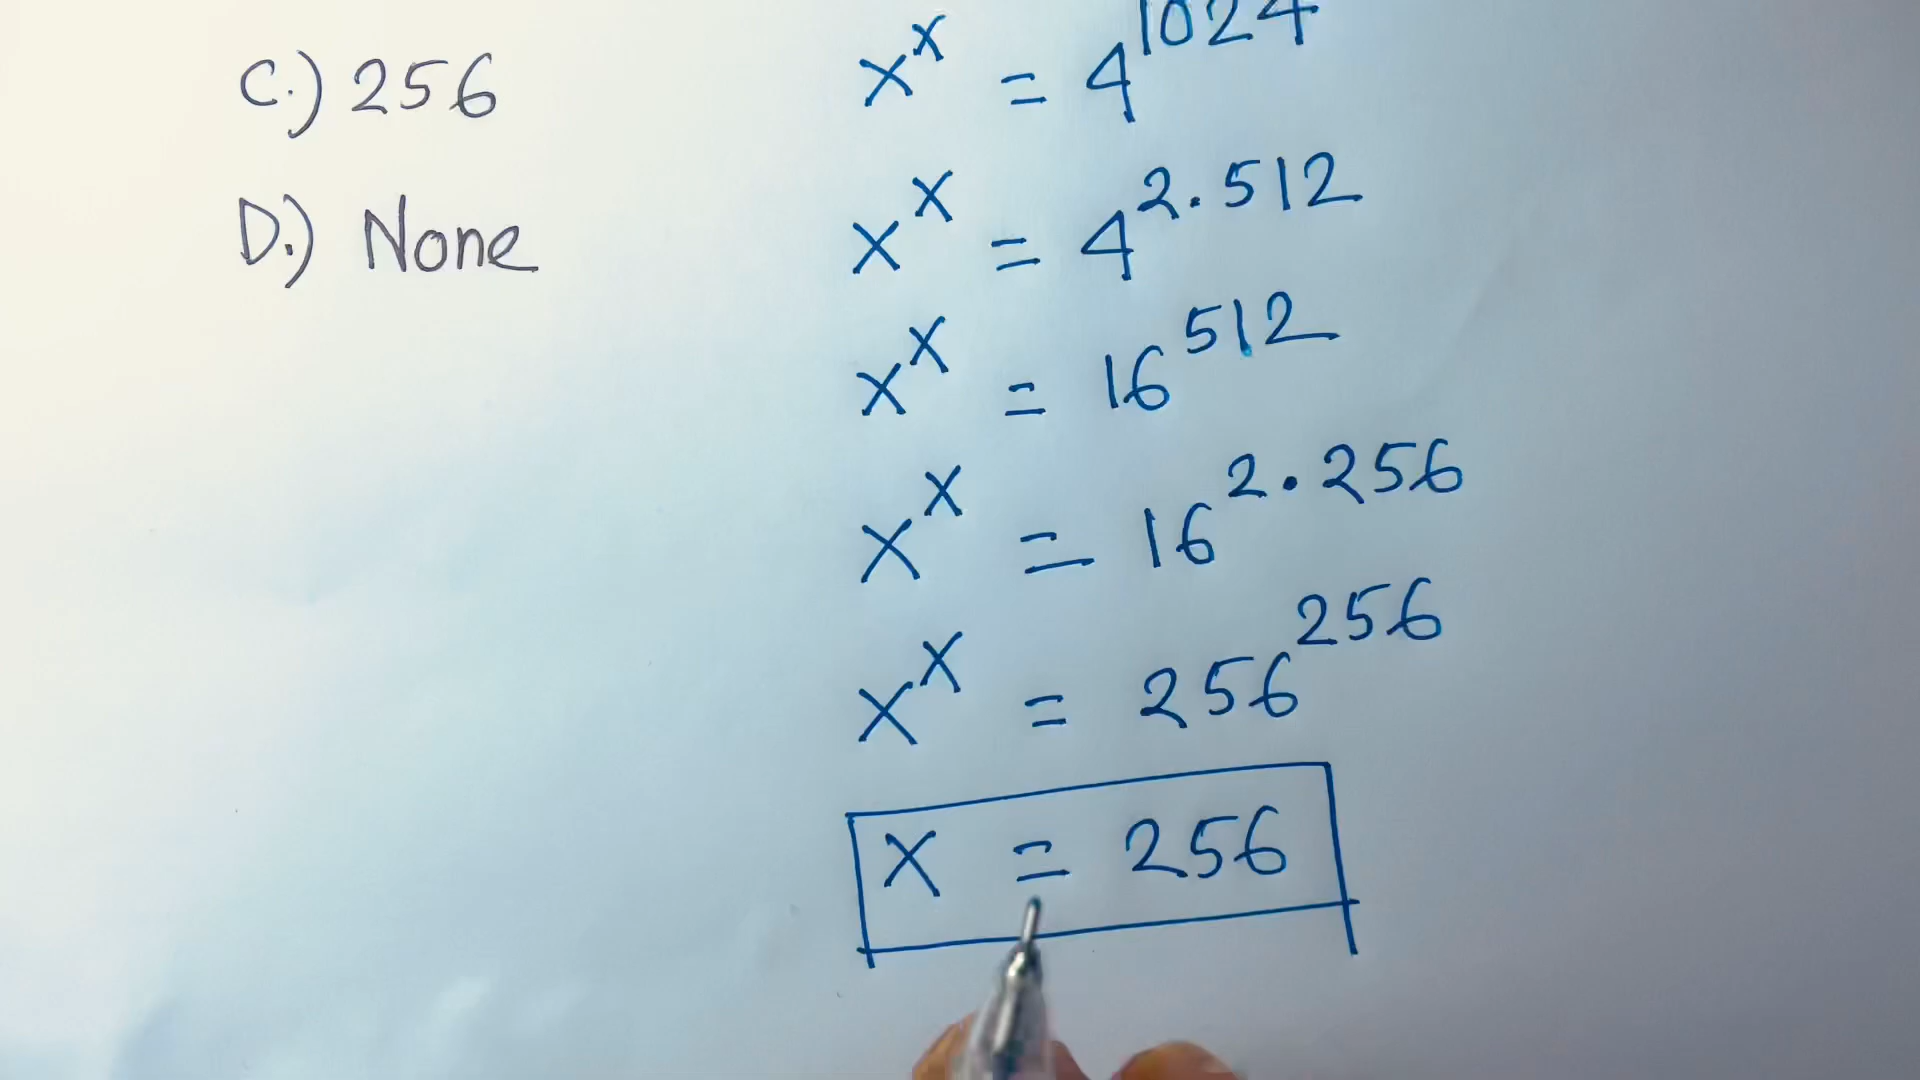 C.) 256
D.) None
x^x = 4^1024
x^x = 4^2.512
x^x = 16^512
x^x = 16^2.256
x^x = 256^256
x = 256